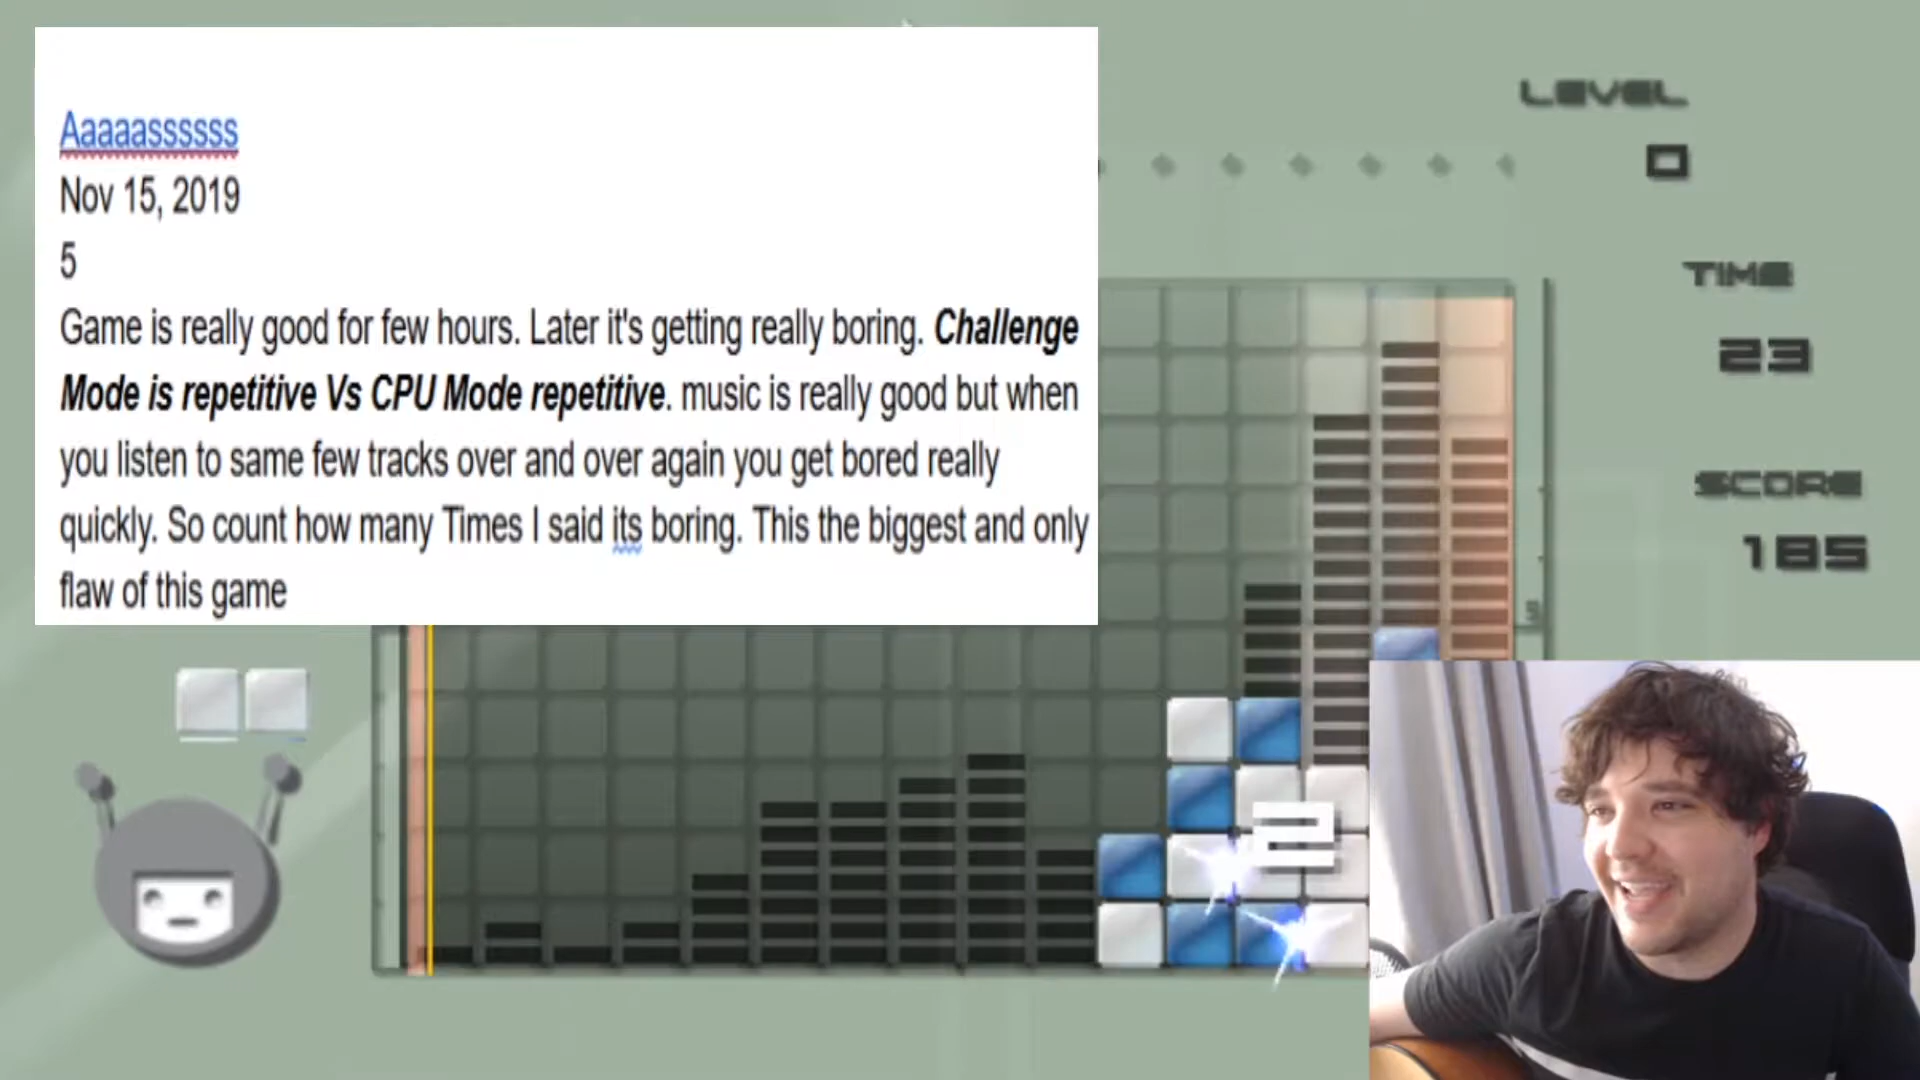 Aaaaassssss
Nov 15, 2019
5
Game is really good for few hours. Later it's getting really boring. Challenge
Mode is repetitive Vs CPU Mode repetitive. music is really good but when
you listen to same few tracks over and over again you get bored really
quickly. So count how many Times I said its boring. This the biggest and only
flaw of this game
LEVEL
0
TIME
23
SCORE
185
2